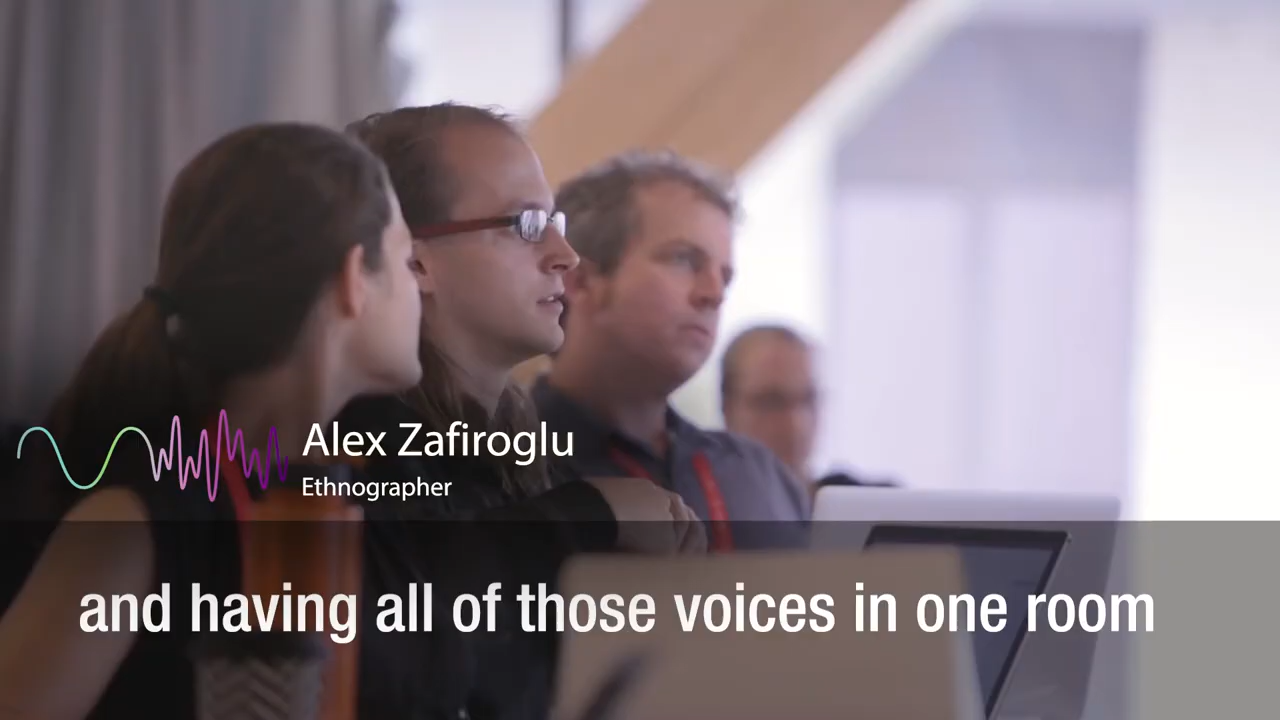 Alex Zafiroglu
Ethnographer
and having all of those voices in one room